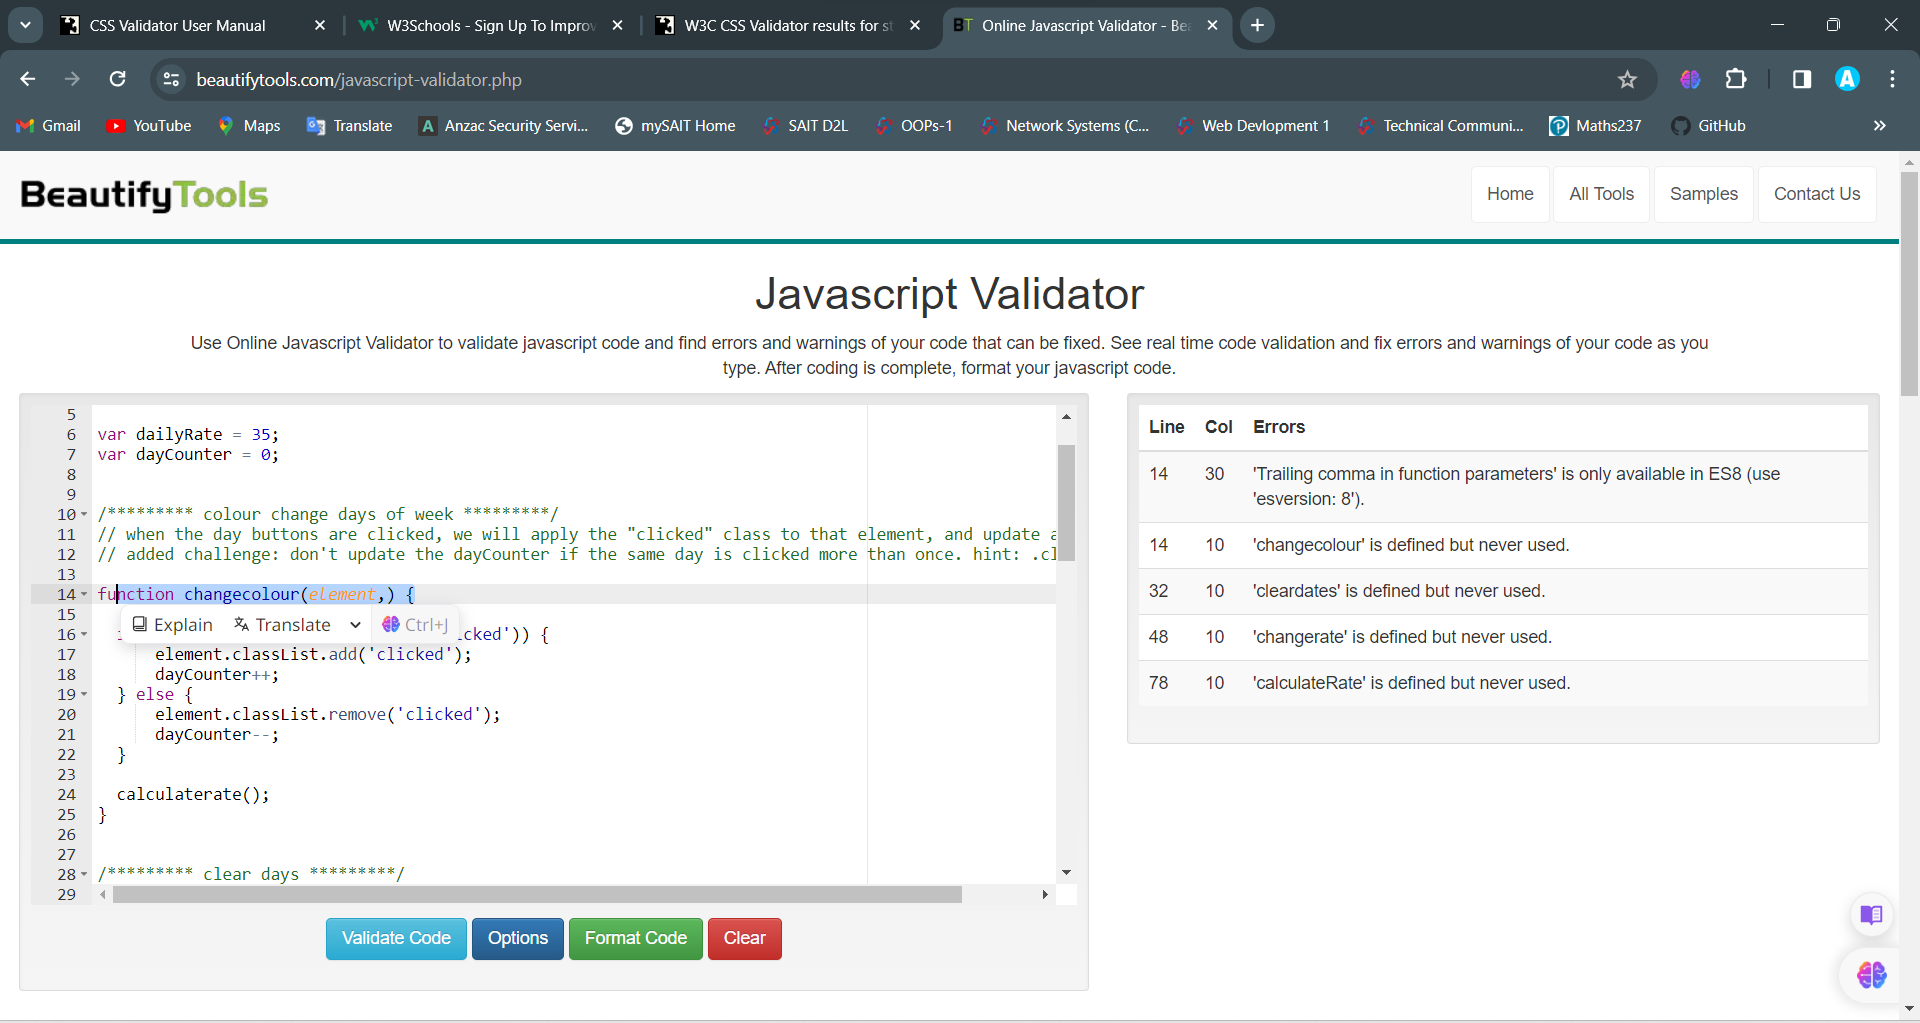 CSS Validator User Manual
W3Schools - Sign Up To Improv
W3C CSS Validator results for st
BT Online Javascript Validator - Bea
beautifytools.com/javascript-validator.php
A
Gmail
YouTube
Maps
Translate
A Anzac Security Servi...
mySAIT Home
SAIT D2L
OOPs-1
Network Systems (C...
Web Devlopment 1
Technical Communi...
Maths237
GitHub
»
BeautifyTools
Home
All Tools
Samples
Contact Us
Javascript Validator
Use Online Javascript Validator to validate javascript code and find errors and warnings of your code that can be fixed. See real time code validation and fix errors and warnings of your code as you
type. After coding is complete, format your javascript code.
5
6 var dailyRate = 35;
7 var dayCounter = 0;
8
9
10 /********* colour change days of week *********/
11 // when the day buttons are clicked, we will apply the "clicked" class to that element, and update a
12 // added challenge: don't update the dayCounter if the same day is clicked more than once. hint: .cl
13
14 function changecolour(element,) {
15
Explain
Translate
Ctrl+J
16 cked')) {
17 element.classList.add('clicked');
18 dayCounter++;
19 } else {
20 element.classList.remove('clicked');
21 dayCounter--;
22 }
23
24 calculaterate();
25 }
26
27
28 /********* clear days *********/
29
Validate Code
Options
Format Code
Clear
Line Col Errors
14 30 'Trailing comma in function parameters' is only available in ES8 (use
'esversion: 8').
14 10 'changecolour' is defined but never used.
32 10 'cleardates' is defined but never used.
48 10 'changerate' is defined but never used.
78 10 'calculateRate' is defined but never used.